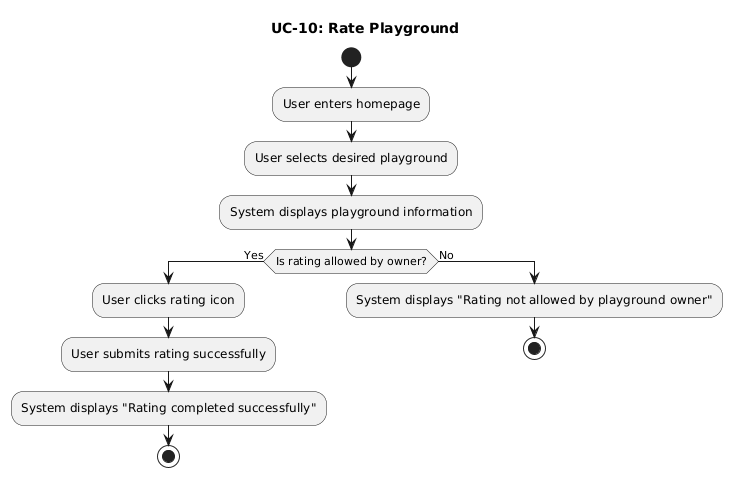 UC-10: Rate Playground
User enters homepage
User selects desired playground
System displays playground information
Is rating allowed by owner?
Yes
No
User clicks rating icon
System displays "Rating not allowed by playground owner"
User submits rating successfully
System displays "Rating completed successfully"